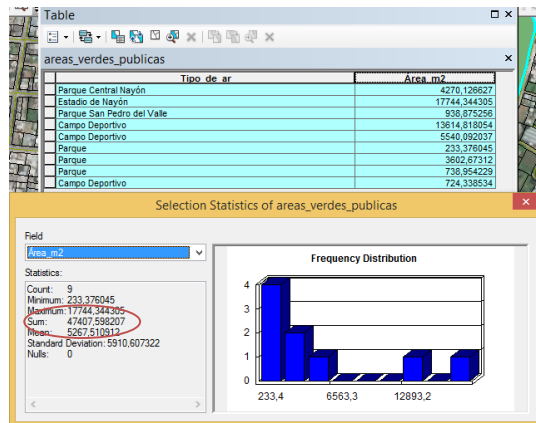 Table
areas_verdes_publicas
Tipo_de_ar Área_m2
Parque Central Nayón 4270,126627
Estadio de Nayón 17744,344305
Parque San Pedro del Valle 938,875256
Campo Deportivo 13614,818054
Campo Deportivo 5540,092037
Parque 233,376045
Parque 3602,67312
Parque 738,954229
Campo Deportivo 724,338534
Selection Statistics of areas_verdes_publicas
Field
Área_m2
Statistics:
Count: 9
Minimum: 233,376045
Maximum: 17744,344305
Sum: 47407,598207
Mean: 5267,510912
Standard Deviation: 5910,607322
Nulls: 0
Frequency Distribution
4
3
2
1
0
233,4 6563,3 12893,2